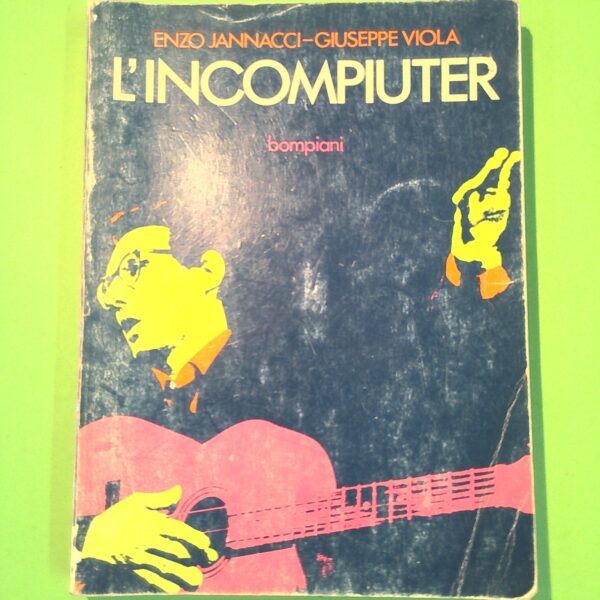 ENZO JANNACCI–GIUSEPPE VIOLA
L'INCOMPIUTER
bompiani